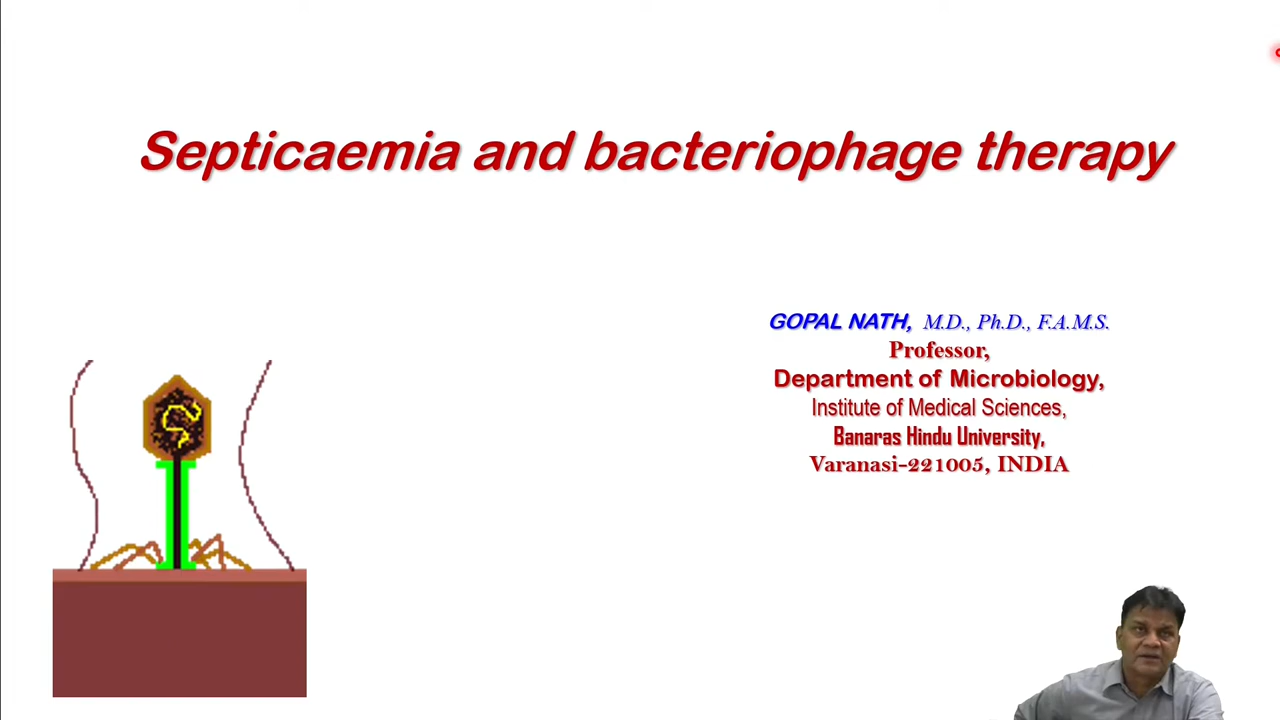 Septicaemia and bacteriophage therapy
GOPAL NATH, M.D., Ph.D., F.A.M.S.
Professor,
Department of Microbiology,
Institute of Medical Sciences,
Banaras Hindu University,
Varanasi-221005, INDIA